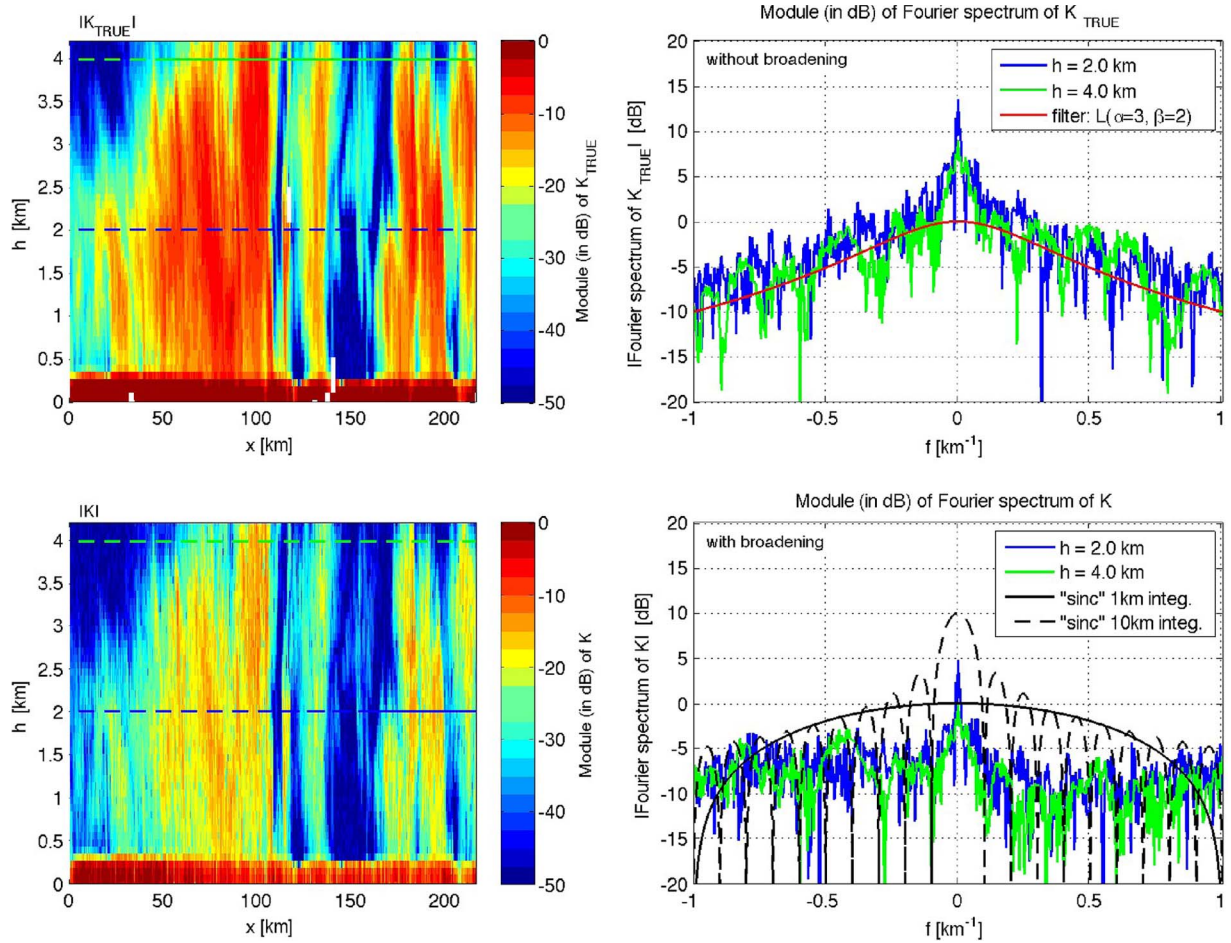 |K_TRUE|
4
3.5
3
2.5
2
1.5
1
0.5
0
h [km]
0 50 100 150 200
x [km]
0
-10
-20
-30
-40
-50
Module (in dB) of K_TRUE
Module (in dB) of Fourier spectrum of K_TRUE
without broadening
h = 2.0 km
h = 4.0 km
filter: L(α=3, β=2)
20
15
10
5
0
-5
-10
-15
-20
|Fourier spectrum of K_TRUE| [dB]
-1 -0.5 0 0.5 1
f [km⁻¹]
|K|
4
3.5
3
2.5
2
1.5
1
0.5
0
h [km]
0 50 100 150 200
x [km]
0
-10
-20
-30
-40
-50
Module (in dB) of K
Module (in dB) of Fourier spectrum of K
with broadening
h = 2.0 km
h = 4.0 km
"sinc" 1km integ.
"sinc" 10km integ.
20
15
10
5
0
-5
-10
-15
-20
|Fourier spectrum of K| [dB]
-1 -0.5 0 0.5 1
f [km⁻¹]